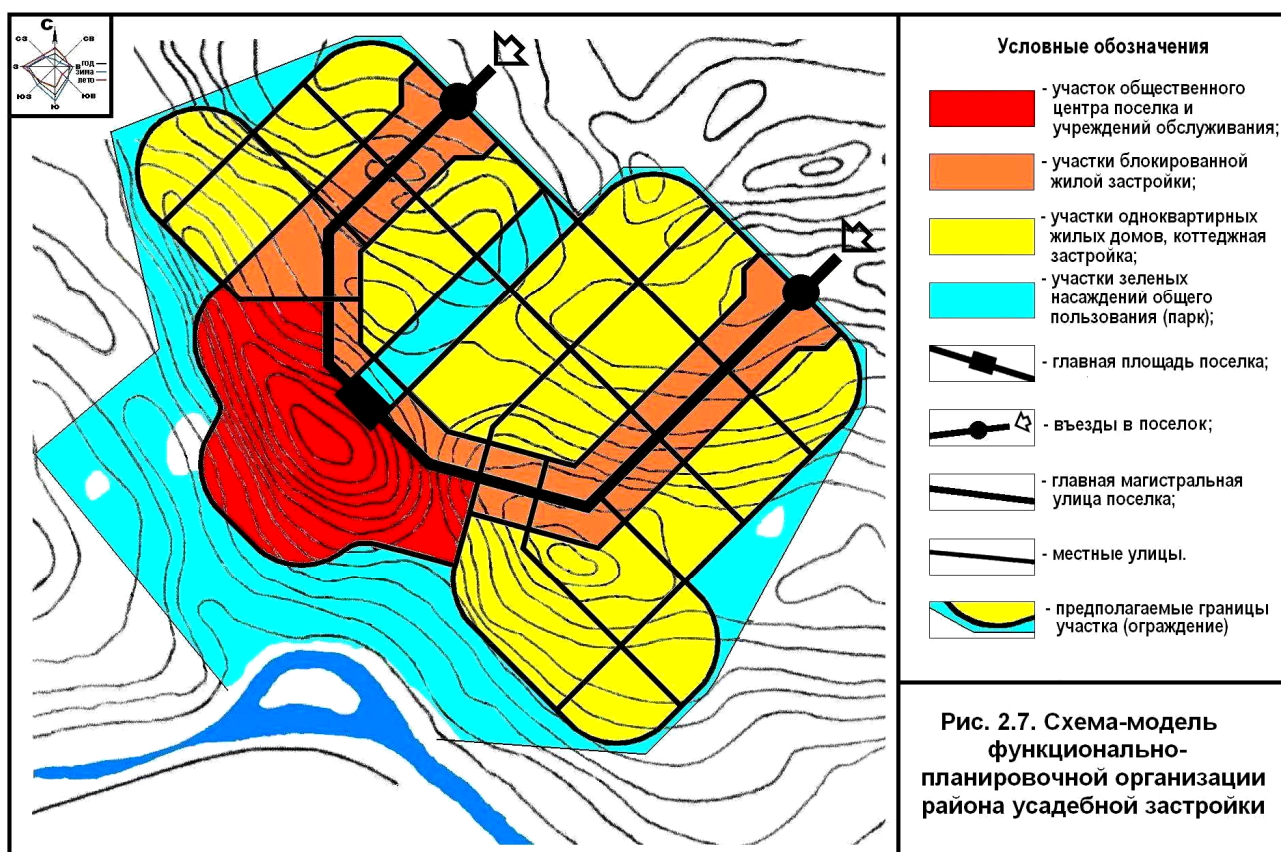 С
СЗ
СВ
З
В
год
зима
лето
ЮЗ
ЮВ
Ю
Условные обозначения
- участок общественного
центра поселка и
учреждений обслуживания;
- участки блокированной
жилой застройки;
- участки одноквартирных
жилых домов, коттеджная
застройка;
- участки зеленых
насаждений общего
пользования (парк);
- главная площадь поселка;
- въезды в поселок;
- главная магистральная
улица поселка;
- местные улицы.
- предполагаемые границы
участка (ограждение)
Рис. 2.7. Схема-модель
функционально-
планировочной организации
района усадебной застройки